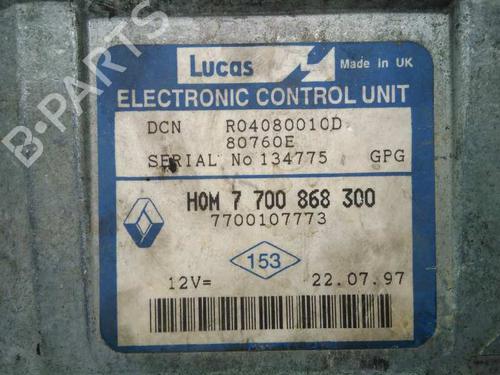 Lucas
Made in UK
ELECTRONIC CONTROL UNIT
DCN R04080010D
80760E
SERIAL No 134775 GPG
HOM 7 700 868 300
7700107773
153
12V= 22.07.97
B-PARTS